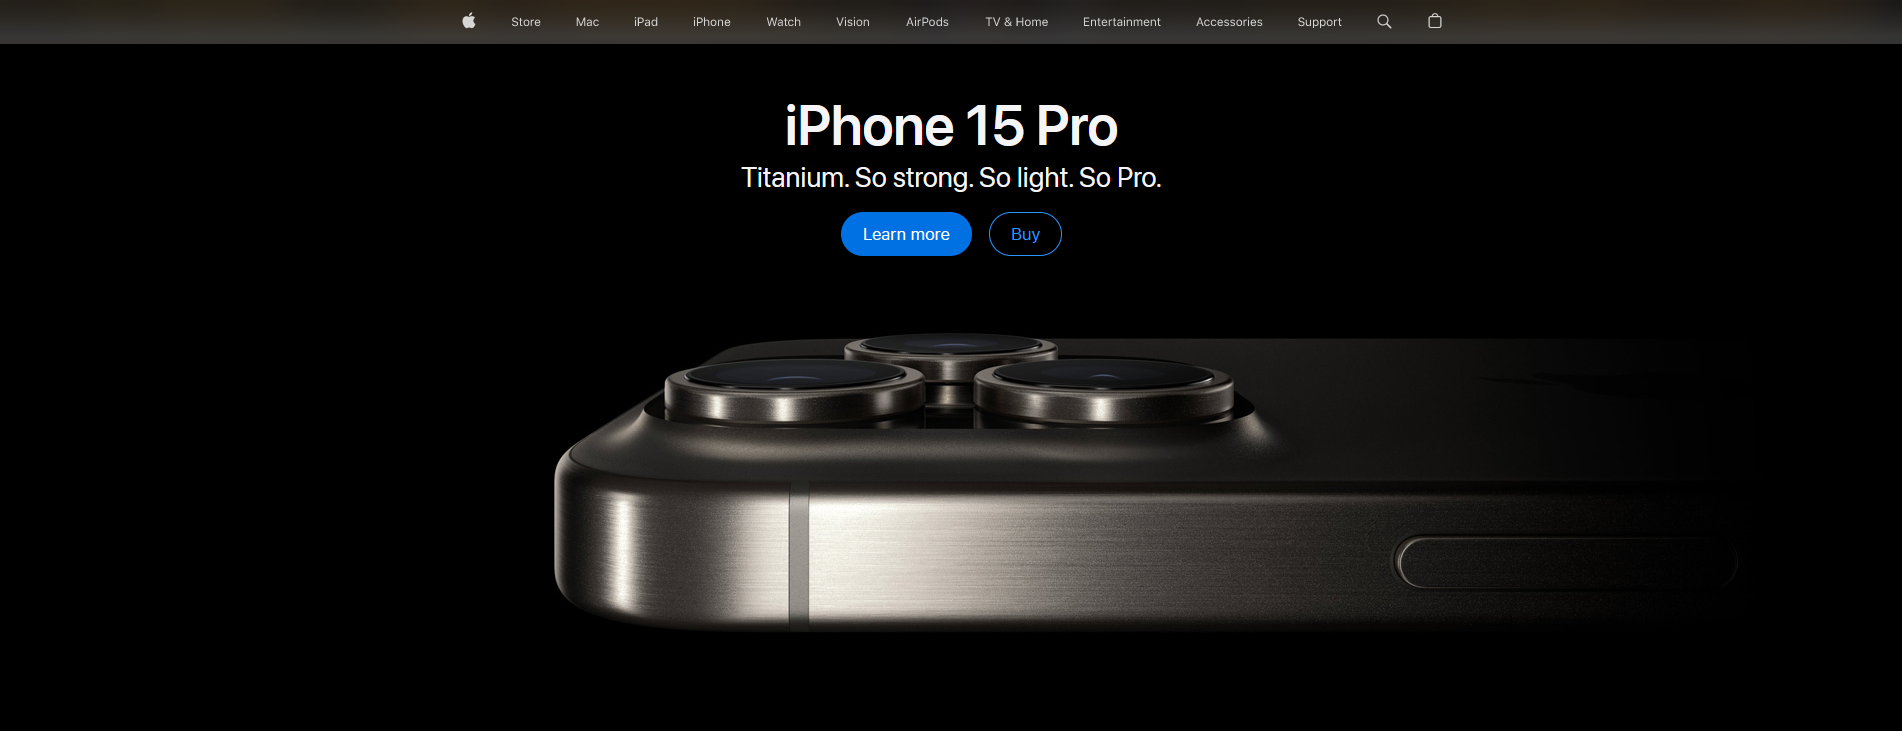 Store Mac iPad iPhone Watch Vision AirPods TV & Home Entertainment Accessories Support
iPhone 15 Pro
Titanium. So strong. So light. So Pro.
Learn more Buy